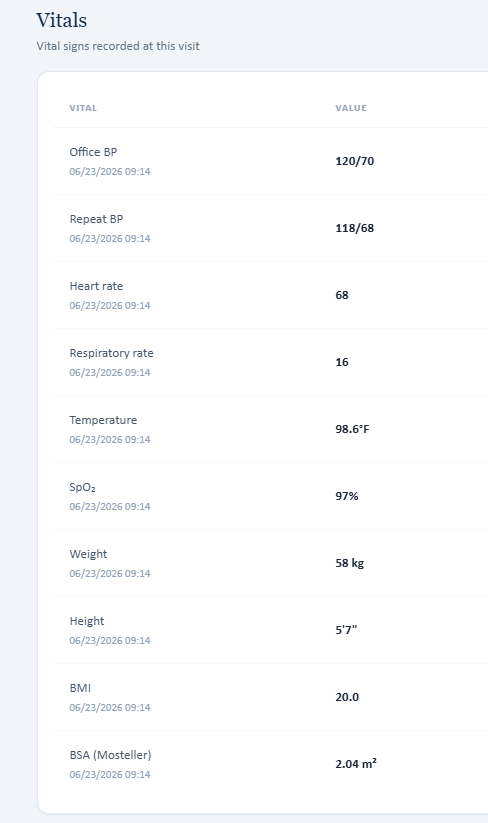 Vitals
Vital signs recorded at this visit
VITAL VALUE
Office BP
06/23/2026 09:14
120/70
Repeat BP
06/23/2026 09:14
118/68
Heart rate
06/23/2026 09:14
68
Respiratory rate
06/23/2026 09:14
16
Temperature
06/23/2026 09:14
98.6°F
SpO₂
06/23/2026 09:14
97%
Weight
06/23/2026 09:14
58 kg
Height
06/23/2026 09:14
5'7"
BMI
06/23/2026 09:14
20.0
BSA (Mosteller)
06/23/2026 09:14
2.04 m²